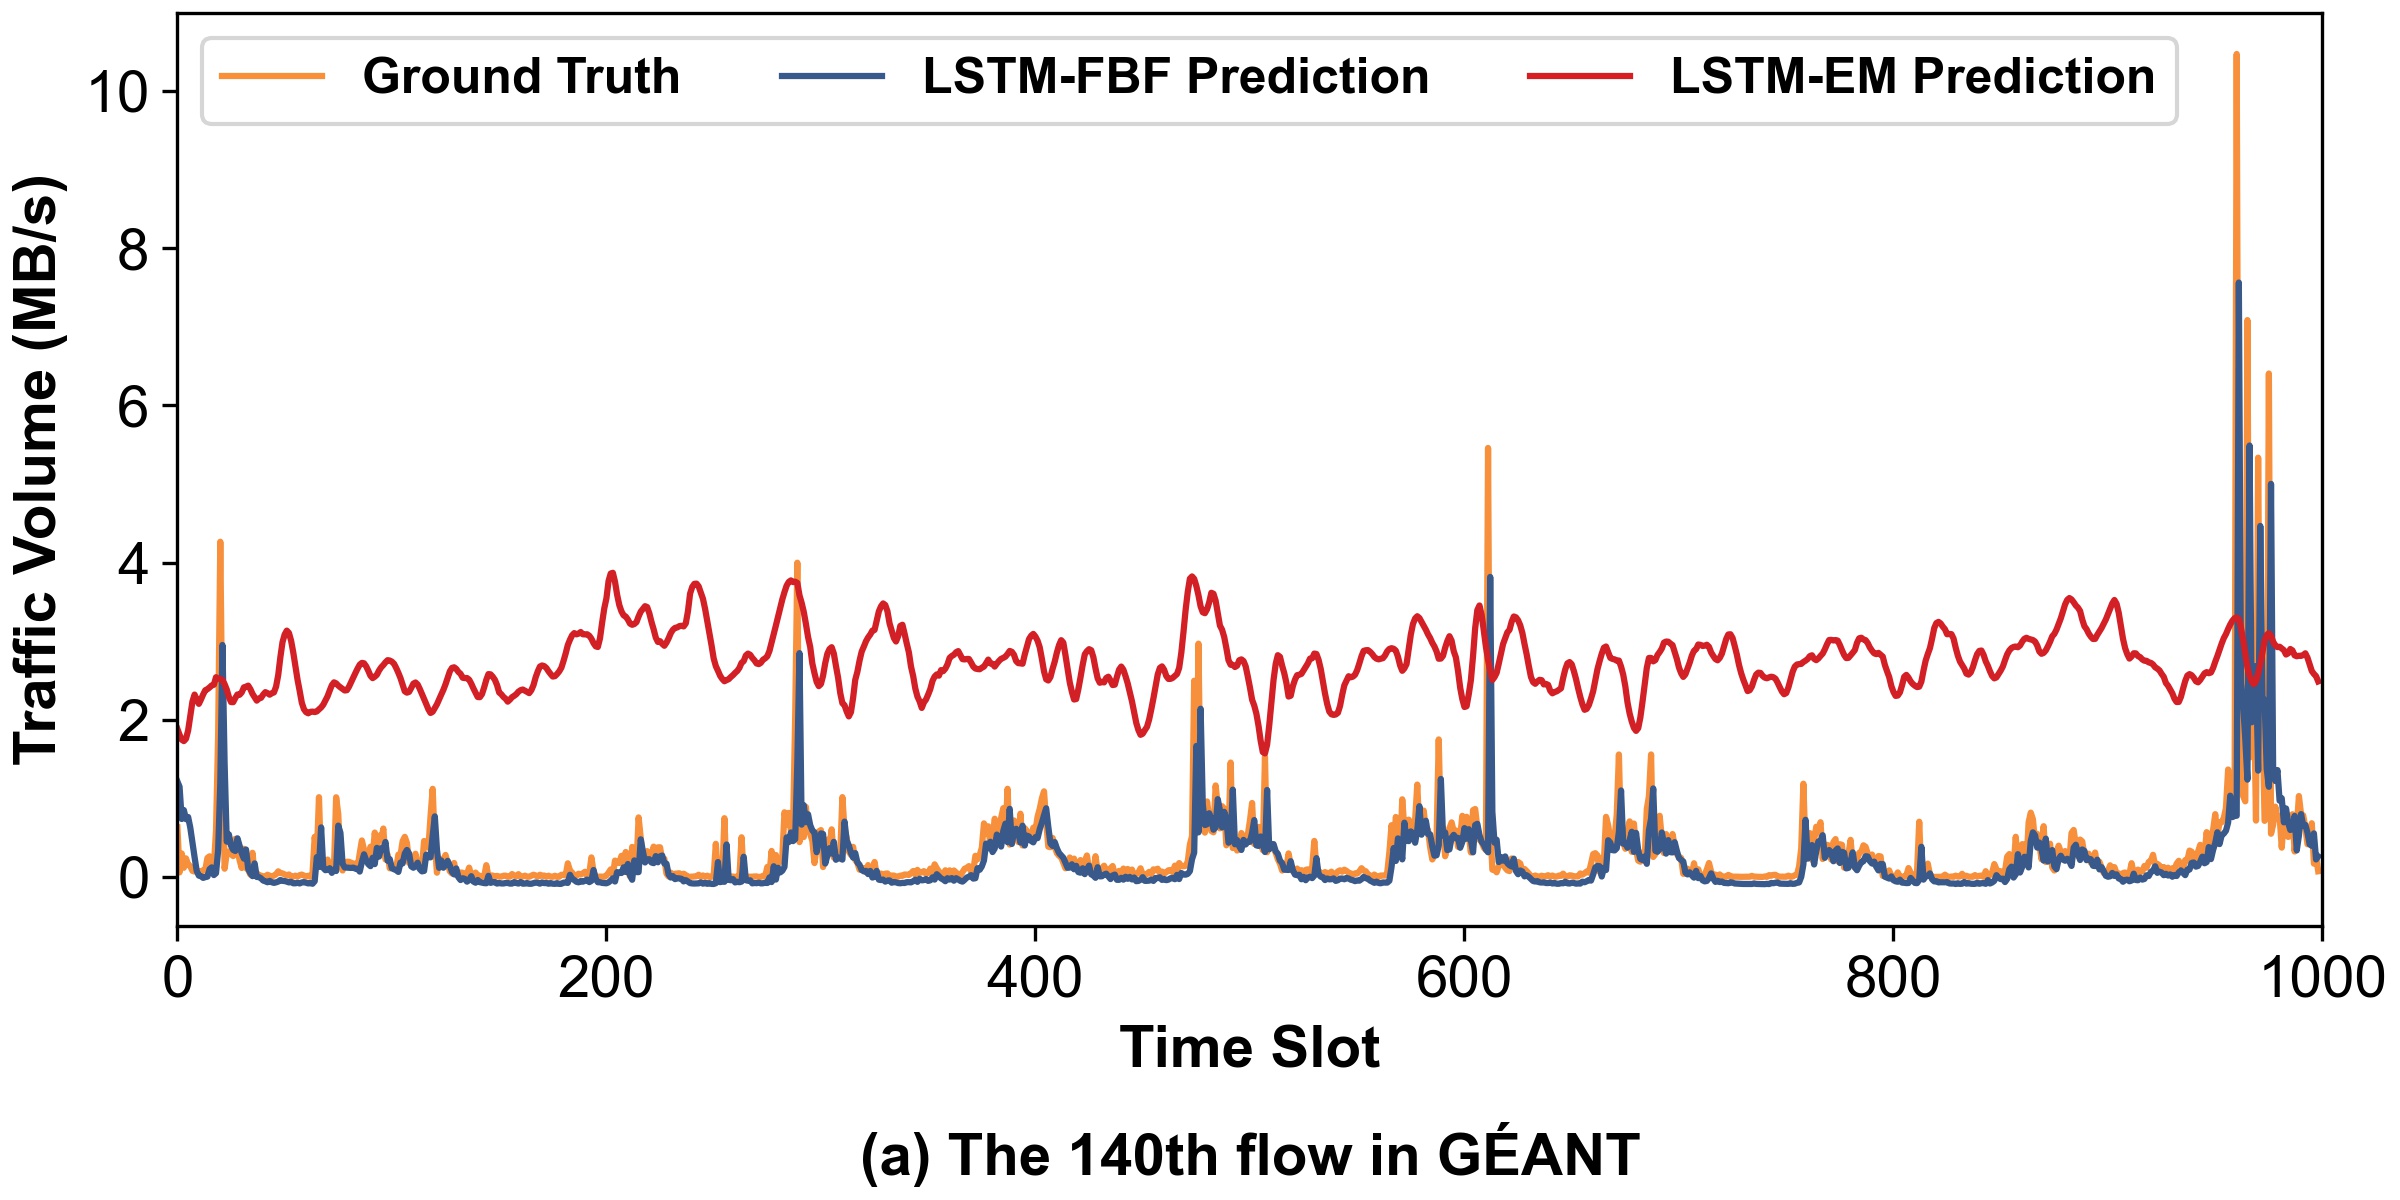 Ground Truth LSTM-FBF Prediction LSTM-EM Prediction
Traffic Volume (MB/s)
10
8
6
4
2
0
0 200 400 600 800 1000
Time Slot
(a) The 140th flow in GÉANT